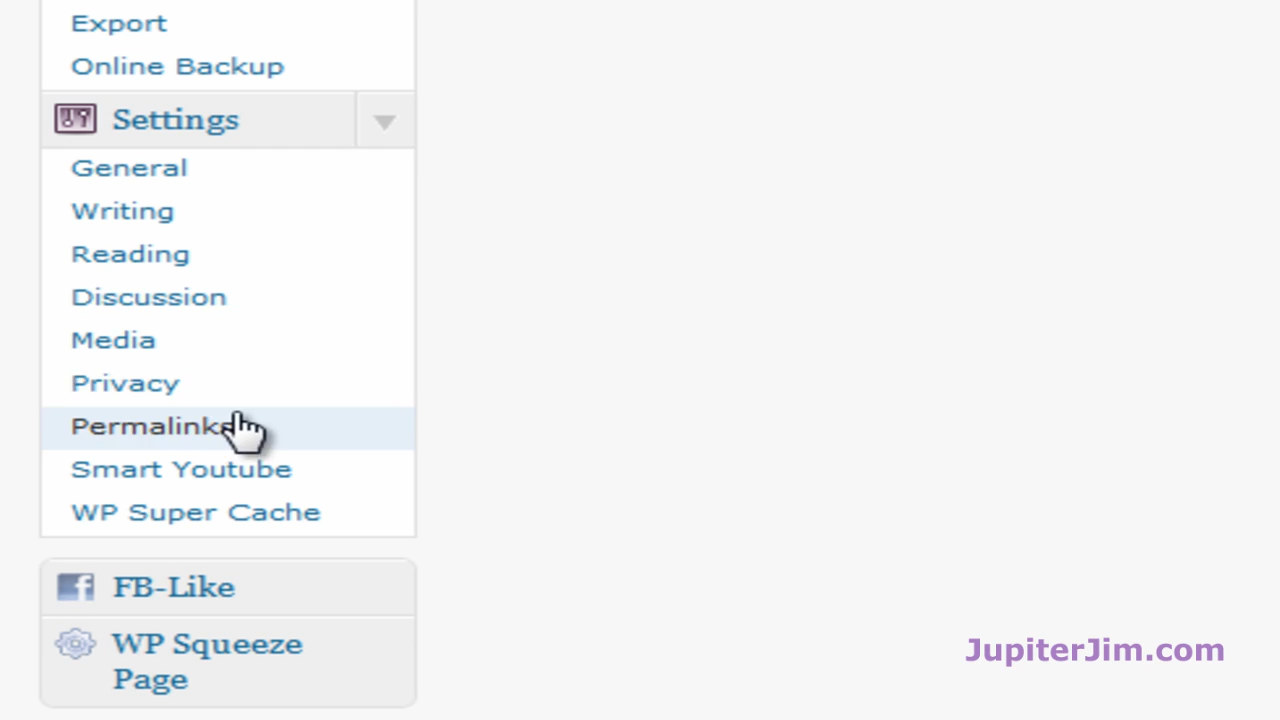 Export
Online Backup
Settings
General
Writing
Reading
Discussion
Media
Privacy
Permalinks
Smart Youtube
WP Super Cache
FB-Like
WP Squeeze
Page
JupiterJim.com